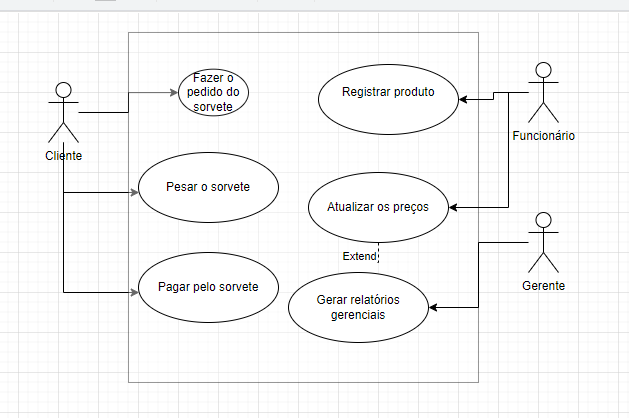 Fazer o
pedido do
sorvete
Registrar produto
Funcionário
Cliente
Pesar o sorvete
Atualizar os preços
Extend
Pagar pelo sorvete
Gerar relatórios
gerenciais
Gerente